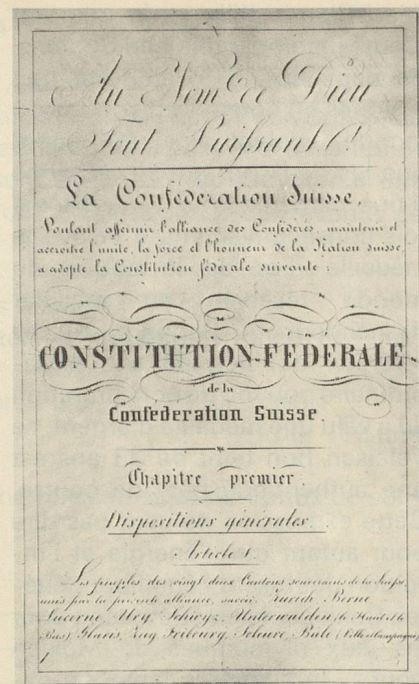 Au Nom de Dieu
Tout Puissant!
La Confédération Suisse,
Voulant affermir l'alliance des Confédérés, maintenir et
accroître l'unité, la force et l'honneur de la Nation suisse,
a adopté la Constitution fédérale suivante:
CONSTITUTION FÉDÉRALE
de la
Confédération Suisse.
Chapitre premier.
Dispositions générales.
Article 1.
Les peuples des vingt deux Cantons souverains de la Suisse,
unis par la présente alliance, savoir: Zurich, Berne,
Lucerne, Ury, Schwyz, Unterwalden (le Haut et le
Bas), Glaris, Zug, Fribourg, Soleure, Bâle (Ville et Campagne)